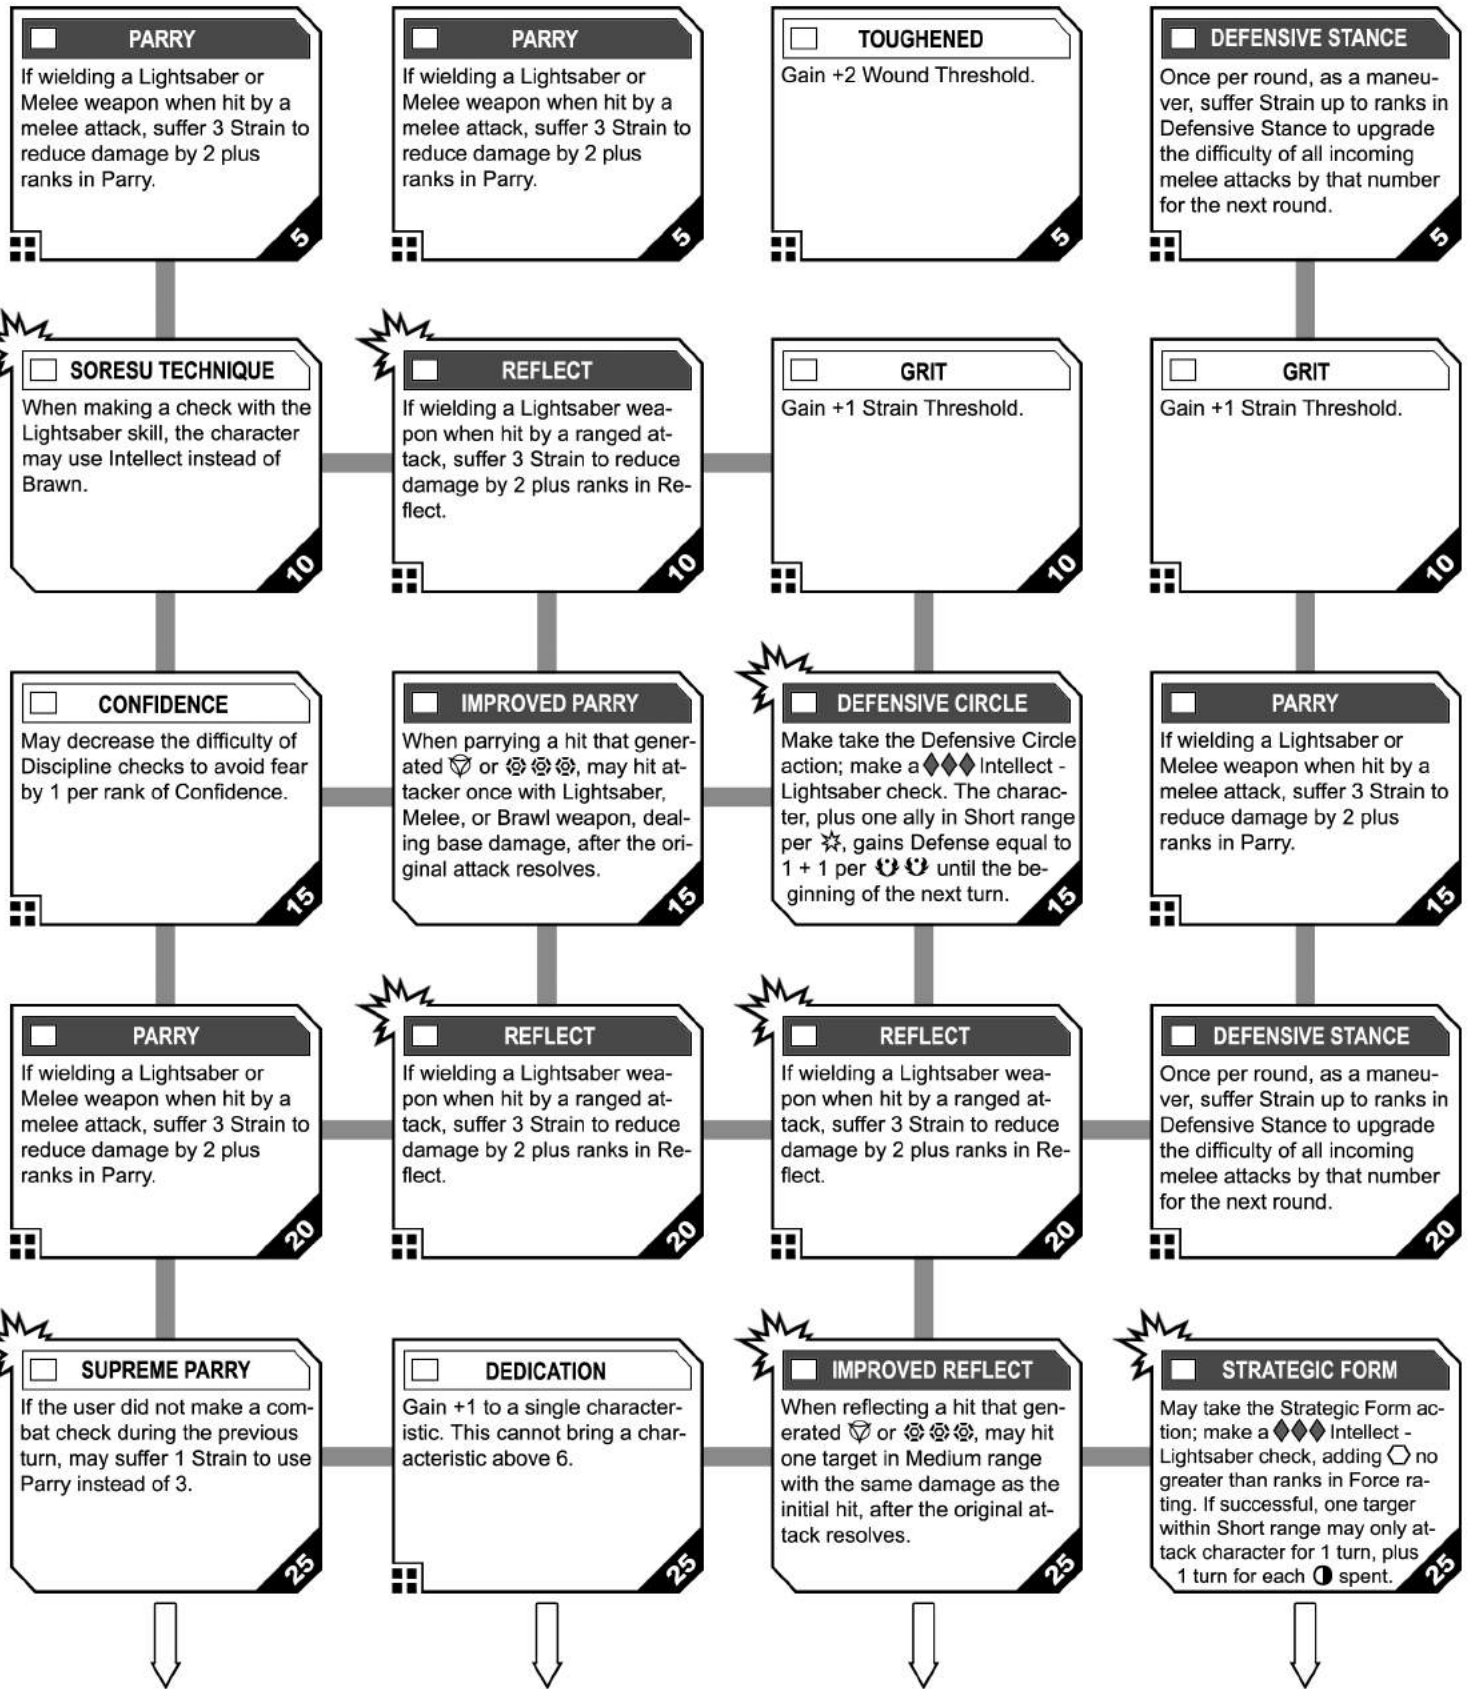 PARRY
If wielding a Lightsaber or
Melee weapon when hit by a
melee attack, suffer 3 Strain to
reduce damage by 2 plus
ranks in Parry.
5
PARRY
If wielding a Lightsaber or
Melee weapon when hit by a
melee attack, suffer 3 Strain to
reduce damage by 2 plus
ranks in Parry.
5
TOUGHENED
Gain +2 Wound Threshold.
5
DEFENSIVE STANCE
Once per round, as a maneu-
ver, suffer Strain up to ranks in
Defensive Stance to upgrade
the difficulty of all incoming
melee attacks by that number
for the next round.
5
SORESU TECHNIQUE
When making a check with the
Lightsaber skill, the character
may use Intellect instead of
Brawn.
10
REFLECT
If wielding a Lightsaber wea-
pon when hit by a ranged at-
tack, suffer 3 Strain to reduce
damage by 2 plus ranks in Re-
flect.
10
GRIT
Gain +1 Strain Threshold.
10
GRIT
Gain +1 Strain Threshold.
10
CONFIDENCE
May decrease the difficulty of
Discipline checks to avoid fear
by 1 per rank of Confidence.
15
IMPROVED PARRY
When parrying a hit that gener-
ated or , may hit at-
tacker once with Lightsaber,
Melee, or Brawl weapon, deal-
ing base damage, after the ori-
ginal attack resolves.
15
DEFENSIVE CIRCLE
Make take the Defensive Circle
action; make a Intellect -
Lightsaber check. The charac-
ter, plus one ally in Short range
per , gains Defense equal to
1 + 1 per until the be-
ginning of the next turn.
15
PARRY
If wielding a Lightsaber or
Melee weapon when hit by a
melee attack, suffer 3 Strain to
reduce damage by 2 plus
ranks in Parry.
15
PARRY
If wielding a Lightsaber or
Melee weapon when hit by a
melee attack, suffer 3 Strain to
reduce damage by 2 plus
ranks in Parry.
20
REFLECT
If wielding a Lightsaber wea-
pon when hit by a ranged at-
tack, suffer 3 Strain to reduce
damage by 2 plus ranks in Re-
flect.
20
REFLECT
If wielding a Lightsaber wea-
pon when hit by a ranged at-
tack, suffer 3 Strain to reduce
damage by 2 plus ranks in Re-
flect.
20
DEFENSIVE STANCE
Once per round, as a maneu-
ver, suffer Strain up to ranks in
Defensive Stance to upgrade
the difficulty of all incoming
melee attacks by that number
for the next round.
20
SUPREME PARRY
If the user did not make a com-
bat check during the previous
turn, may suffer 1 Strain to use
Parry instead of 3.
25
DEDICATION
Gain +1 to a single character-
istic. This cannot bring a char-
acteristic above 6.
25
IMPROVED REFLECT
When reflecting a hit that gen-
erated or , may hit
one target in Medium range
with the same damage as the
initial hit, after the original at-
tack resolves.
25
STRATEGIC FORM
May take the Strategic Form ac-
tion; make a Intellect -
Lightsaber check, adding no
greater than ranks in Force ra-
ting. If successful, one targer
within Short range may only at-
tack character for 1 turn, plus
1 turn for each spent.
25